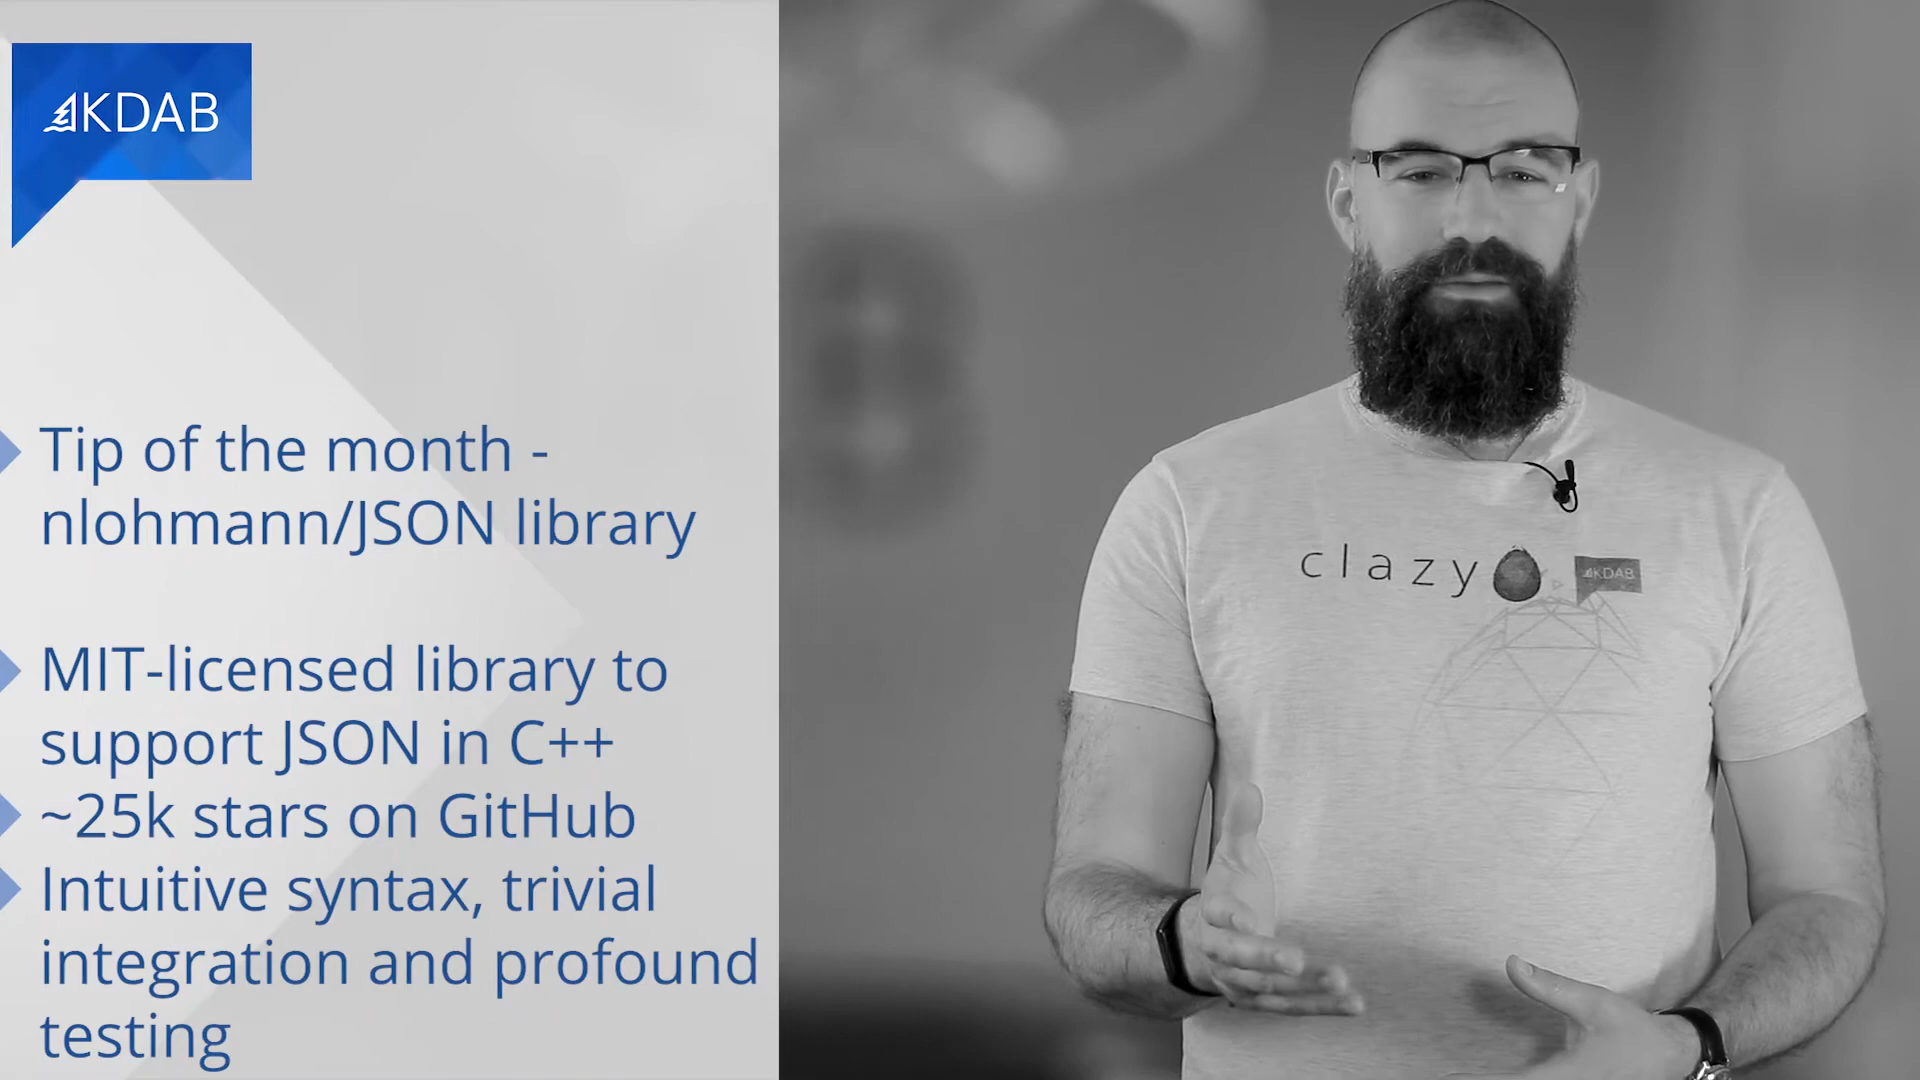 KDAB
Tip of the month -
nlohmann/JSON library
MIT-licensed library to
support JSON in C++
~25k stars on GitHub
Intuitive syntax, trivial
integration and profound
testing
clazy KDAB